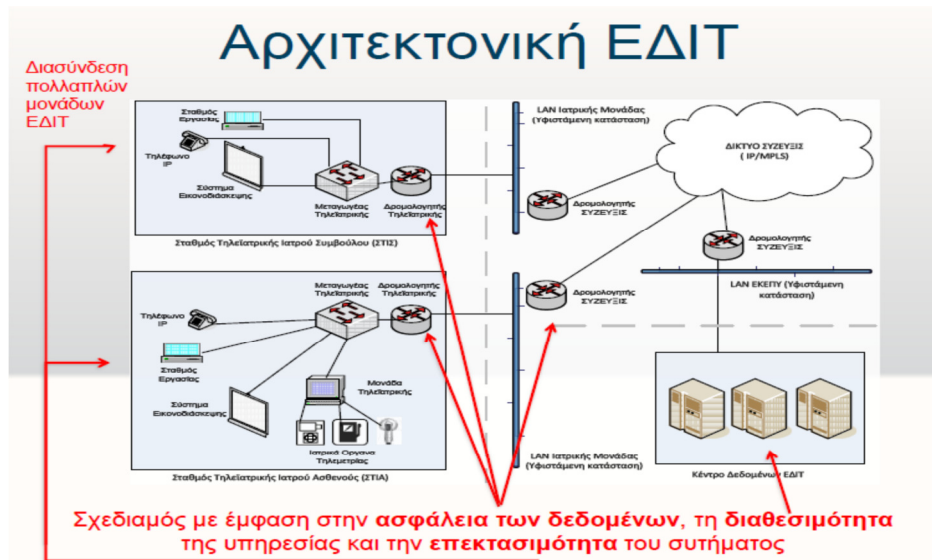 Αρχιτεκτονική ΕΔΙΤ
Διασύνδεση
πολλαπλών
μονάδων
ΕΔΙΤ
Σταθμός
Εργασίας
Τηλέφωνο
IP
Σύστημα
Εικονοδιάσκεψης
Μεταγωγέας
Τηλεϊατρικής
Δρομολογητής
Τηλεϊατρικής
Σταθμός Τηλεϊατρικής Ιατρού Συμβούλου (ΣΤΙΣ)
LAN Ιατρικής Μονάδας
(Υφιστάμενη κατάσταση)
Δρομολογητής
ΣΥΖΕΥΞΙΣ
ΔΙΚΤΥΟ ΣΥΖΕΥΞΙΣ
( IP/MPLS)
Δρομολογητής
ΣΥΖΕΥΞΙΣ
LAN ΕΚΕΠΥ (Υφιστάμενη
κατάσταση)
Μεταγωγέας
Τηλεϊατρικής
Δρομολογητής
Τηλεϊατρικής
Τηλέφωνο
IP
Σταθμός
Εργασίας
Σύστημα
Εικονοδιάσκεψης
Μονάδα
Τηλεϊατρικής
Ιατρικά Όργανα
Τηλεμετρίας
Σταθμός Τηλεϊατρικής Ιατρού Ασθενούς (ΣΤΙΑ)
Δρομολογητής
ΣΥΖΕΥΞΙΣ
LAN Ιατρικής Μονάδας
(Υφιστάμενη κατάσταση)
Κέντρο Δεδομένων ΕΔΙΤ
Σχεδιαμός με έμφαση στην ασφάλεια των δεδομένων, τη διαθεσιμότητα
της υπηρεσίας και την επεκτασιμότητα του συτήματος